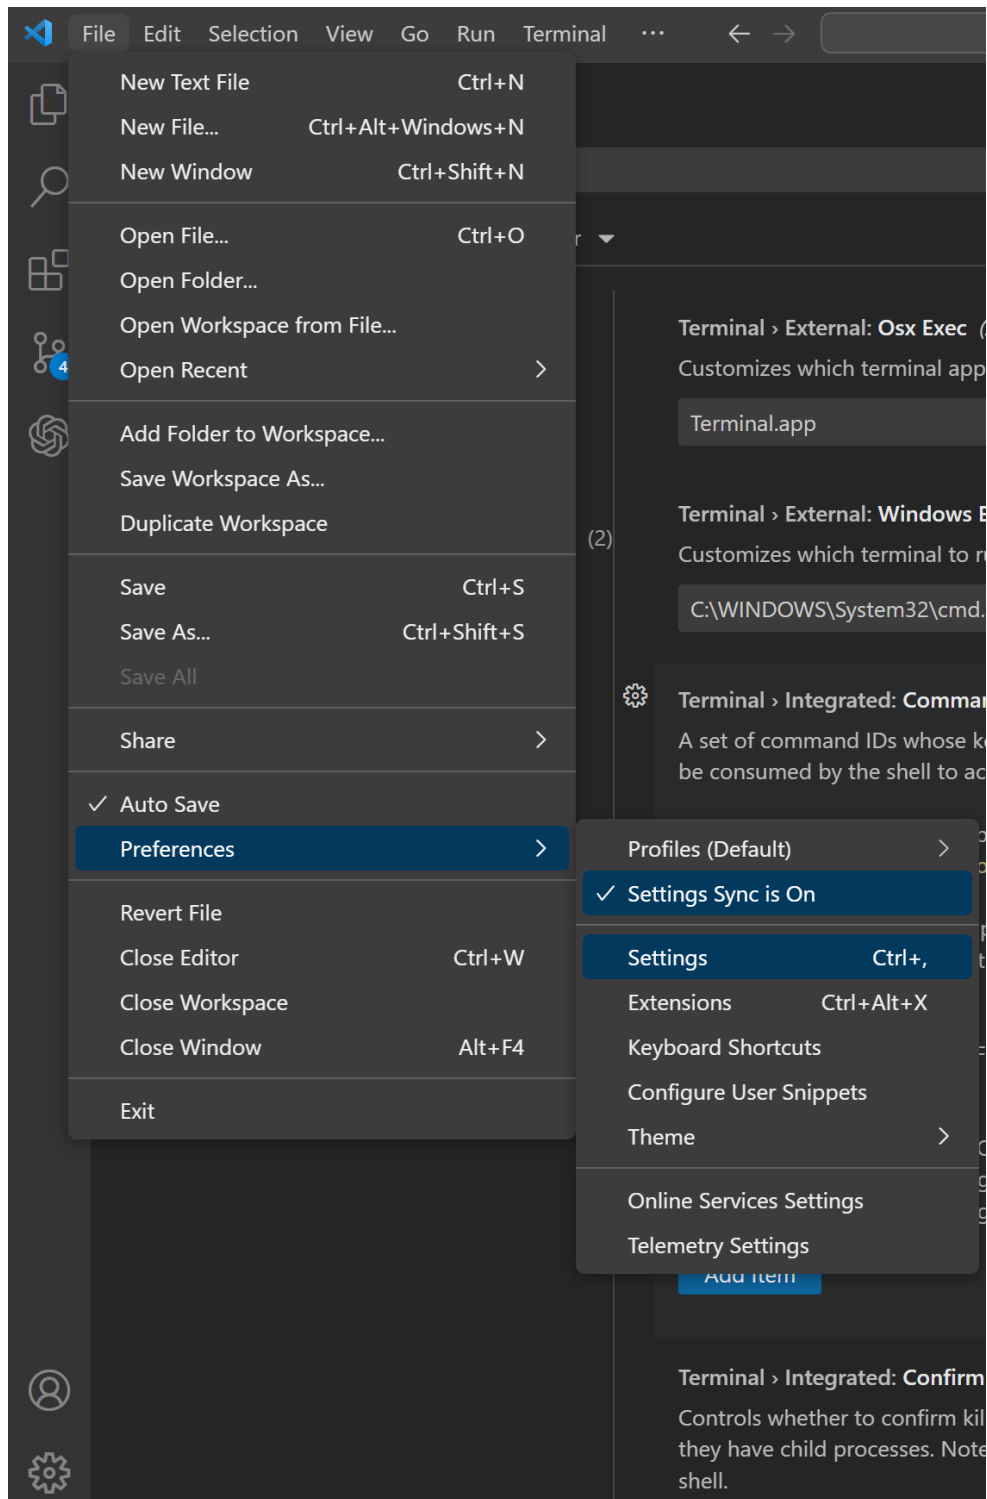 File Edit Selection View Go Run Terminal ···
New Text File Ctrl+N
New File... Ctrl+Alt+Windows+N
New Window Ctrl+Shift+N
Open File... Ctrl+O
Open Folder...
Open Workspace from File...
Open Recent
Add Folder to Workspace...
Save Workspace As...
Duplicate Workspace
Save Ctrl+S
Save As... Ctrl+Shift+S
Save All
Share
Auto Save
Preferences
Revert File
Close Editor Ctrl+W
Close Workspace
Close Window Alt+F4
Exit
Profiles (Default)
Settings Sync is On
Settings Ctrl+,
Extensions Ctrl+Alt+X
Keyboard Shortcuts
Configure User Snippets
Theme
Online Services Settings
Telemetry Settings
4
(2)
Terminal › External: Osx Exec
Customizes which terminal app
Terminal.app
Terminal › External: Windows
Customizes which terminal to
C:\WINDOWS\System32\cmd.
Terminal › Integrated:
A set of command IDs whose
be consumed by the shell to
Add Item
Terminal › Integrated: Confirm
Controls whether to confirm
they have child processes. Note
shell.